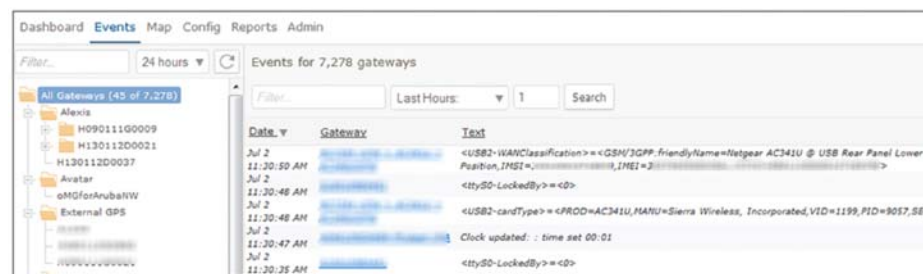 Dashboard Events Map Config Reports Admin
Filter... 24 hours
Events for 7,278 gateways
All Gateways (45 of 7,278)
Alexis
H090111G0009
H130112D0021
H130112D0037
Avatar
oMGforArubaNW
External GPS
Filter... Last Hours: 1 Search
Date Gateway Text
Jul 2
11:30:50 AM
<USB2-WANClassification>=<GSM/3GPP:friendlyName=Netgear AC341U @ USB Rear Panel Lower
Position,IMSI=,IMEI=3>
Jul 2
11:30:48 AM
<ttyS0-LockedBy>=<0>
Jul 2
11:30:48 AM
<USB2-cardType>=<PROD=AC341U,MANU=Sierra Wireless, Incorporated,VID=1199,PID=9057,SE
Jul 2
11:30:47 AM
Clock updated: : time set 00:01
Jul 2
11:30:35 AM
<ttyS0-LockedBy>=<0>